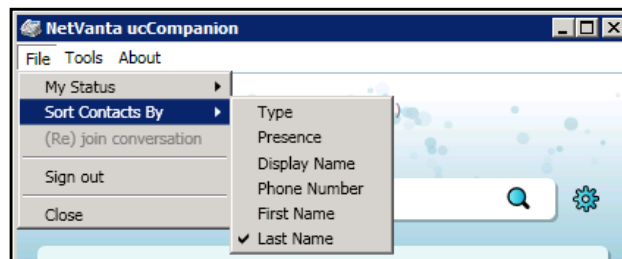 NetVanta ucCompanion
File Tools About
My Status
Sort Contacts By
(Re) join conversation
Sign out
Close
Type
Presence
Display Name
Phone Number
First Name
Last Name